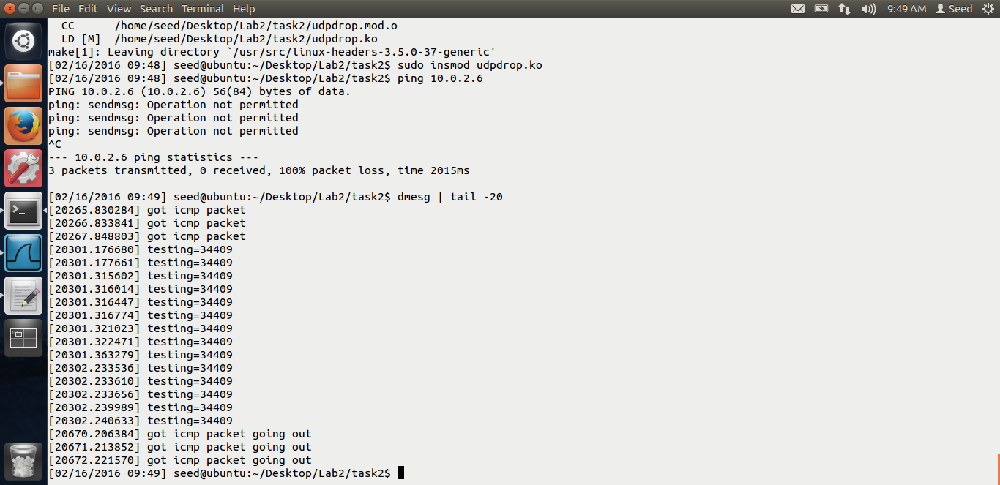 File Edit View Search Terminal Help 9:49 AM Seed
CC /home/seed/Desktop/Lab2/task2/udpdrop.mod.o
LD [M] /home/seed/Desktop/Lab2/task2/udpdrop.ko
make[1]: Leaving directory `/usr/src/linux-headers-3.5.0-37-generic'
[02/16/2016 09:48] seed@ubuntu:~/Desktop/Lab2/task2$ sudo insmod udpdrop.ko
[02/16/2016 09:48] seed@ubuntu:~/Desktop/Lab2/task2$ ping 10.0.2.6
PING 10.0.2.6 (10.0.2.6) 56(84) bytes of data.
ping: sendmsg: Operation not permitted
ping: sendmsg: Operation not permitted
ping: sendmsg: Operation not permitted
^C
--- 10.0.2.6 ping statistics ---
3 packets transmitted, 0 received, 100% packet loss, time 2015ms
[02/16/2016 09:49] seed@ubuntu:~/Desktop/Lab2/task2$ dmesg | tail -20
[20265.830284] got icmp packet
[20266.833841] got icmp packet
[20267.848803] got icmp packet
[20301.176680] testing=34409
[20301.177661] testing=34409
[20301.315602] testing=34409
[20301.316014] testing=34409
[20301.316447] testing=34409
[20301.316774] testing=34409
[20301.321023] testing=34409
[20301.322471] testing=34409
[20301.363279] testing=34409
[20302.233536] testing=34409
[20302.233610] testing=34409
[20302.233656] testing=34409
[20302.239989] testing=34409
[20302.240633] testing=34409
[20670.206384] got icmp packet going out
[20671.213852] got icmp packet going out
[20672.221570] got icmp packet going out
[02/16/2016 09:49] seed@ubuntu:~/Desktop/Lab2/task2$